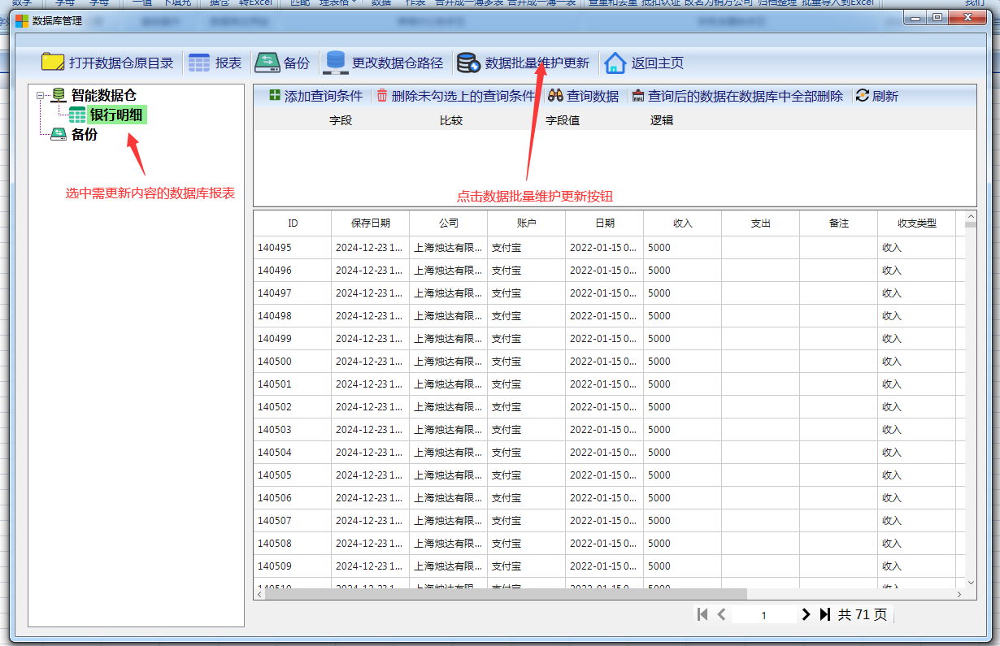 数据库管理
打开数据仓原目录 报表 备份 更改数据仓路径 数据批量维护更新 返回主页
智能数据仓
银行明细
备份
选中需更新内容的数据库报表
添加查询条件 删除未勾选上的查询条件 查询数据 查询后的数据在数据库中全部删除 刷新
字段 比较 字段值 逻辑
点击数据批量维护更新按钮
ID 保存日期 公司 账户 日期 收入 支出 备注 收支类型
140495 2024-12-23 1... 上海烛达有限... 支付宝 2022-01-15 0... 5000 收入
140496 2024-12-23 1... 上海烛达有限... 支付宝 2022-01-15 0... 5000 收入
140497 2024-12-23 1... 上海烛达有限... 支付宝 2022-01-15 0... 5000 收入
140498 2024-12-23 1... 上海烛达有限... 支付宝 2022-01-15 0... 5000 收入
140499 2024-12-23 1... 上海烛达有限... 支付宝 2022-01-15 0... 5000 收入
140500 2024-12-23 1... 上海烛达有限... 支付宝 2022-01-15 0... 5000 收入
140501 2024-12-23 1... 上海烛达有限... 支付宝 2022-01-15 0... 5000 收入
140502 2024-12-23 1... 上海烛达有限... 支付宝 2022-01-15 0... 5000 收入
140503 2024-12-23 1... 上海烛达有限... 支付宝 2022-01-15 0... 5000 收入
140504 2024-12-23 1... 上海烛达有限... 支付宝 2022-01-15 0... 5000 收入
140505 2024-12-23 1... 上海烛达有限... 支付宝 2022-01-15 0... 5000 收入
140506 2024-12-23 1... 上海烛达有限... 支付宝 2022-01-15 0... 5000 收入
140507 2024-12-23 1... 上海烛达有限... 支付宝 2022-01-15 0... 5000 收入
140508 2024-12-23 1... 上海烛达有限... 支付宝 2022-01-15 0... 5000 收入
140509 2024-12-23 1... 上海烛达有限... 支付宝 2022-01-15 0... 5000 收入
140510 2024-12-23 1... 上海烛达有限... 支付宝 2022-01-15 0... 5000 收入
1 共 71 页